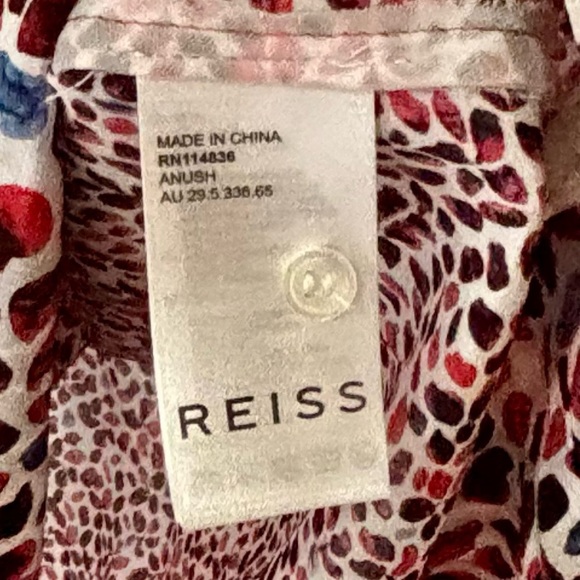 MADE IN CHINA
RN114836
ANUSH
AU 29.5.336.65
REISS